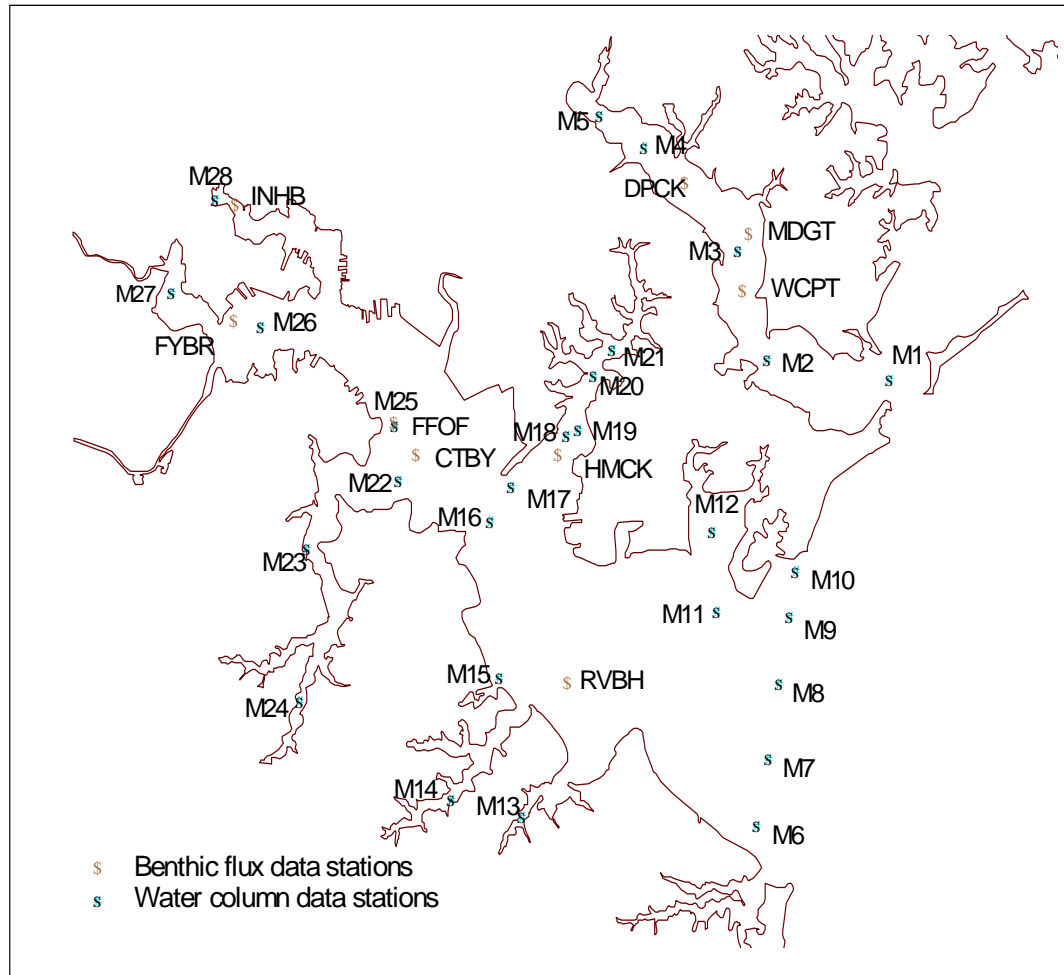 M5
M4
DPCK
M28
INHB
MDGT
M3
M27
WCPT
M26
FYBR
M21
M2
M1
M20
M25
FFOF
M18
M19
CTBY
HMCK
M22
M17
M12
M16
M23
M10
M11
M9
M15
RVBH
M8
M24
M7
M14
M13
M6
$ Benthic flux data stations
s Water column data stations